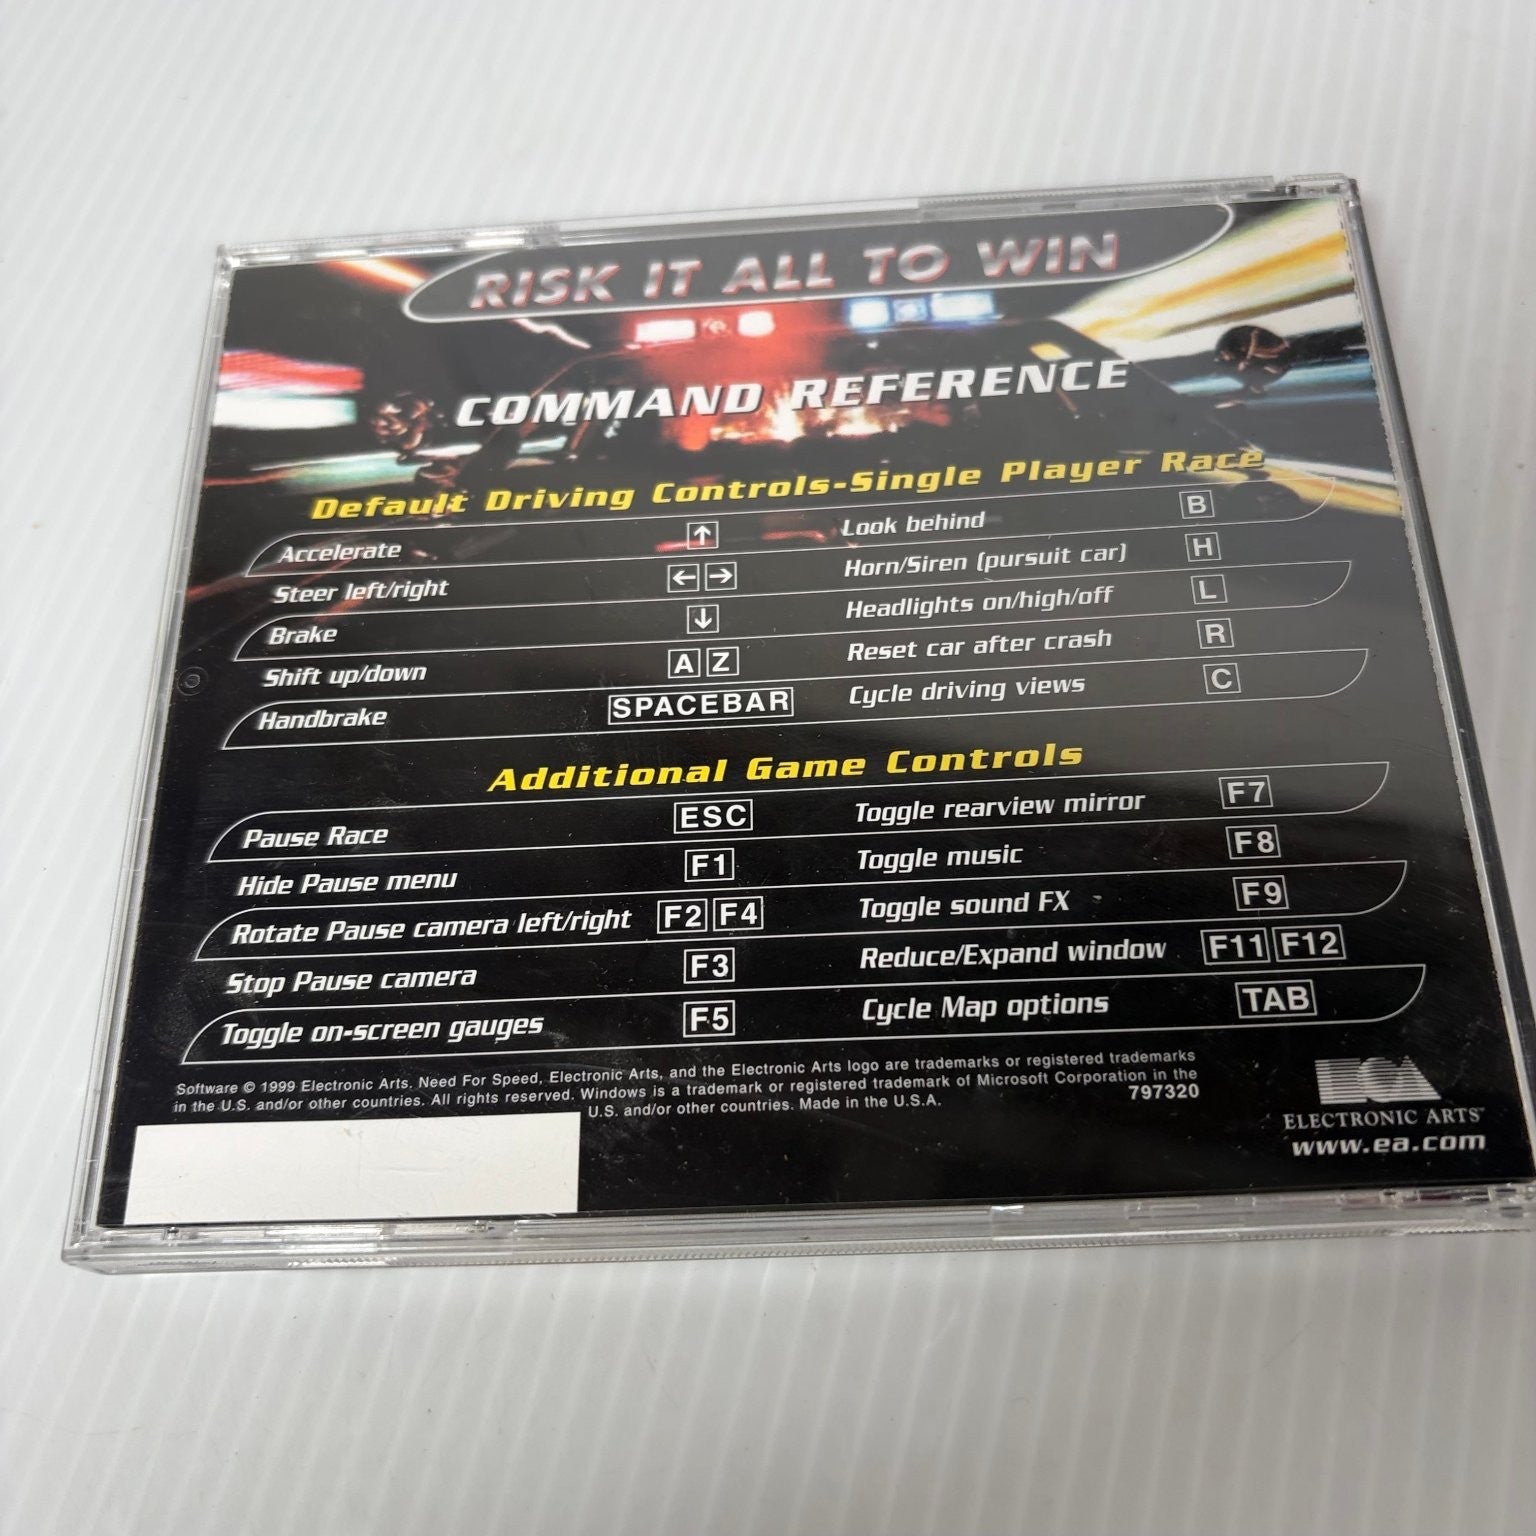 RISK IT ALL TO WIN
COMMAND REFERENCE
Default Driving Controls-Single Player Race
Accelerate ↑
Steer left/right ← →
Brake ↓
Shift up/down A Z
Handbrake SPACEBAR
Look behind B
Horn/Siren (pursuit car) H
Headlights on/high/off L
Reset car after crash R
Cycle driving views C
Additional Game Controls
Pause Race ESC
Hide Pause menu F1
Rotate Pause camera left/right F2 F4
Stop Pause camera F3
Toggle on-screen gauges F5
Toggle rearview mirror F7
Toggle music F8
Toggle sound FX F9
Reduce/Expand window F11 F12
Cycle Map options TAB
Software © 1999 Electronic Arts. Need For Speed, Electronic Arts, and the Electronic Arts logo are trademarks or registered trademarks
in the U.S. and/or other countries. All rights reserved. Windows is a trademark or registered trademark of Microsoft Corporation in the
U.S. and/or other countries. Made in the U.S.A.
797320
EA
ELECTRONIC ARTS™
www.ea.com